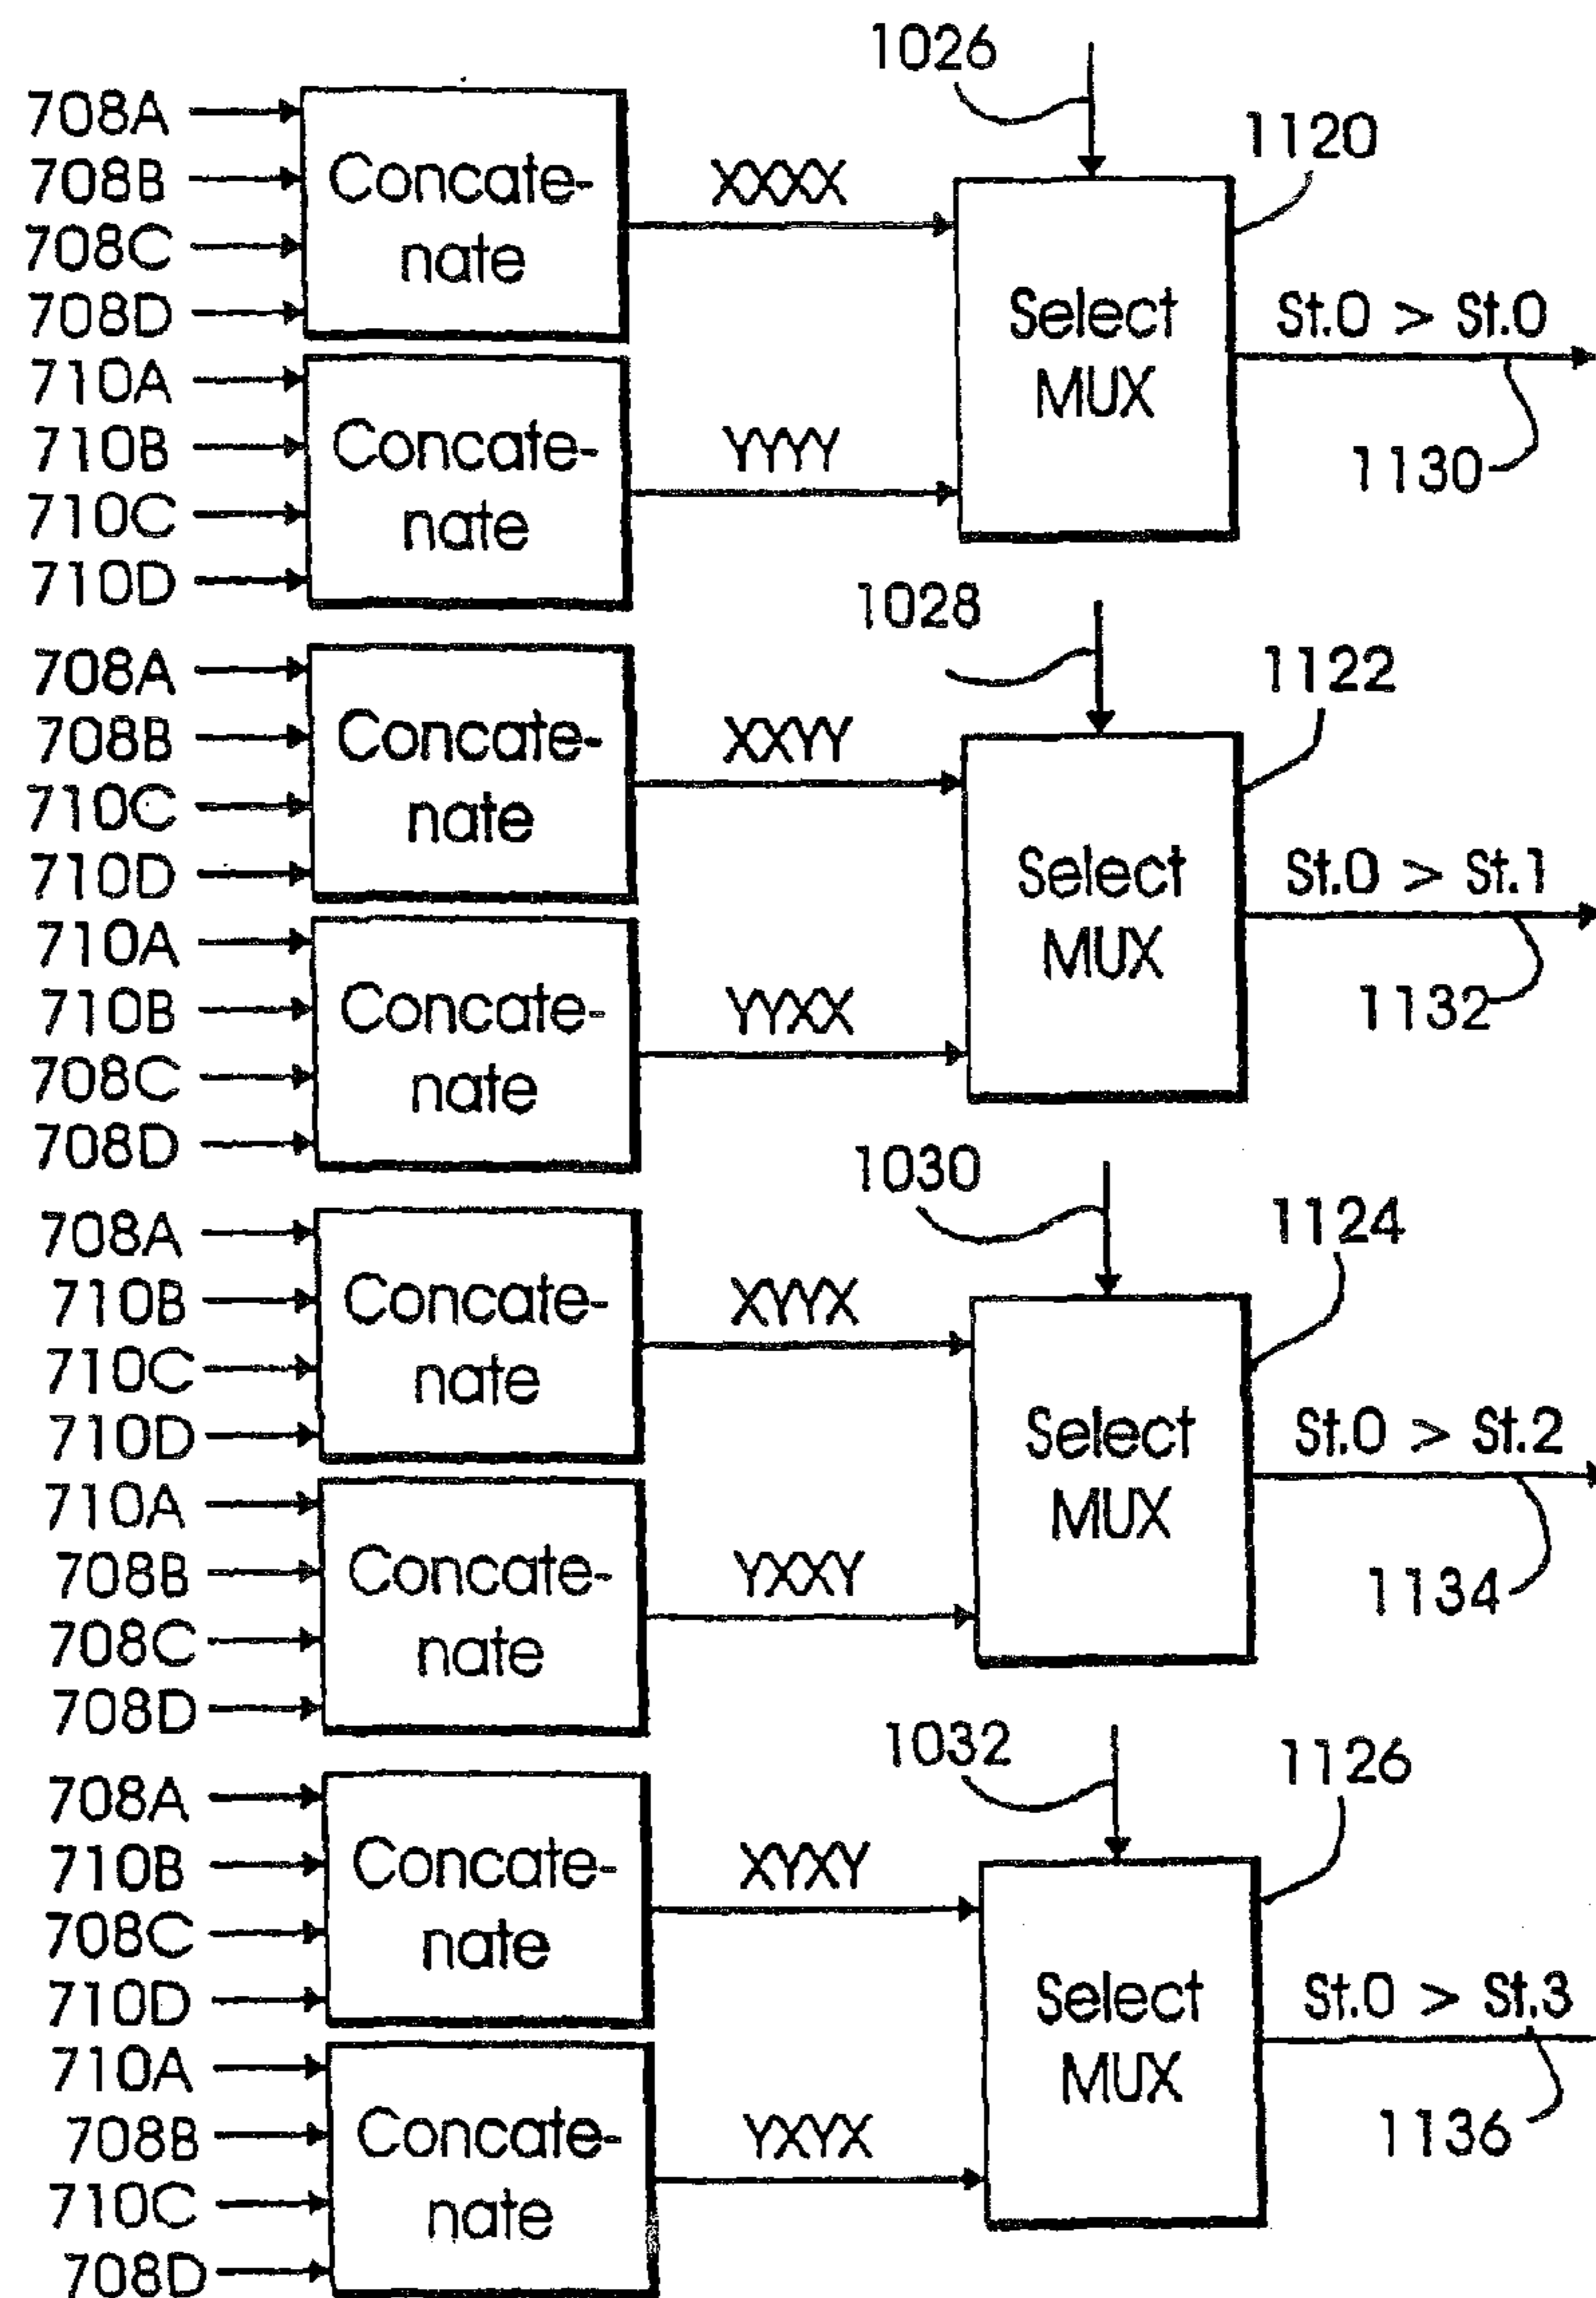 1026
708A
708B
708C
708D
Concate-
nate
XXXX
1120
Select
MUX
St.0 > St.0
1130
710A
710B
710C
710D
Concate-
nate
YYYY
1028
708A
708B
710C
710D
Concate-
nate
XXYY
1122
Select
MUX
St.0 > St.1
1132
710A
710B
708C
708D
Concate-
nate
YYXX
1030
708A
710B
710C
710D
Concate-
nate
XYYX
1124
Select
MUX
St.0 > St.2
1134
710A
708B
708C
708D
Concate-
nate
YXXY
1032
708A
710B
708C
710D
Concate-
nate
XYXY
1126
Select
MUX
St.0 > St.3
1136
710A
708B
710C
708D
Concate-
nate
YXYX